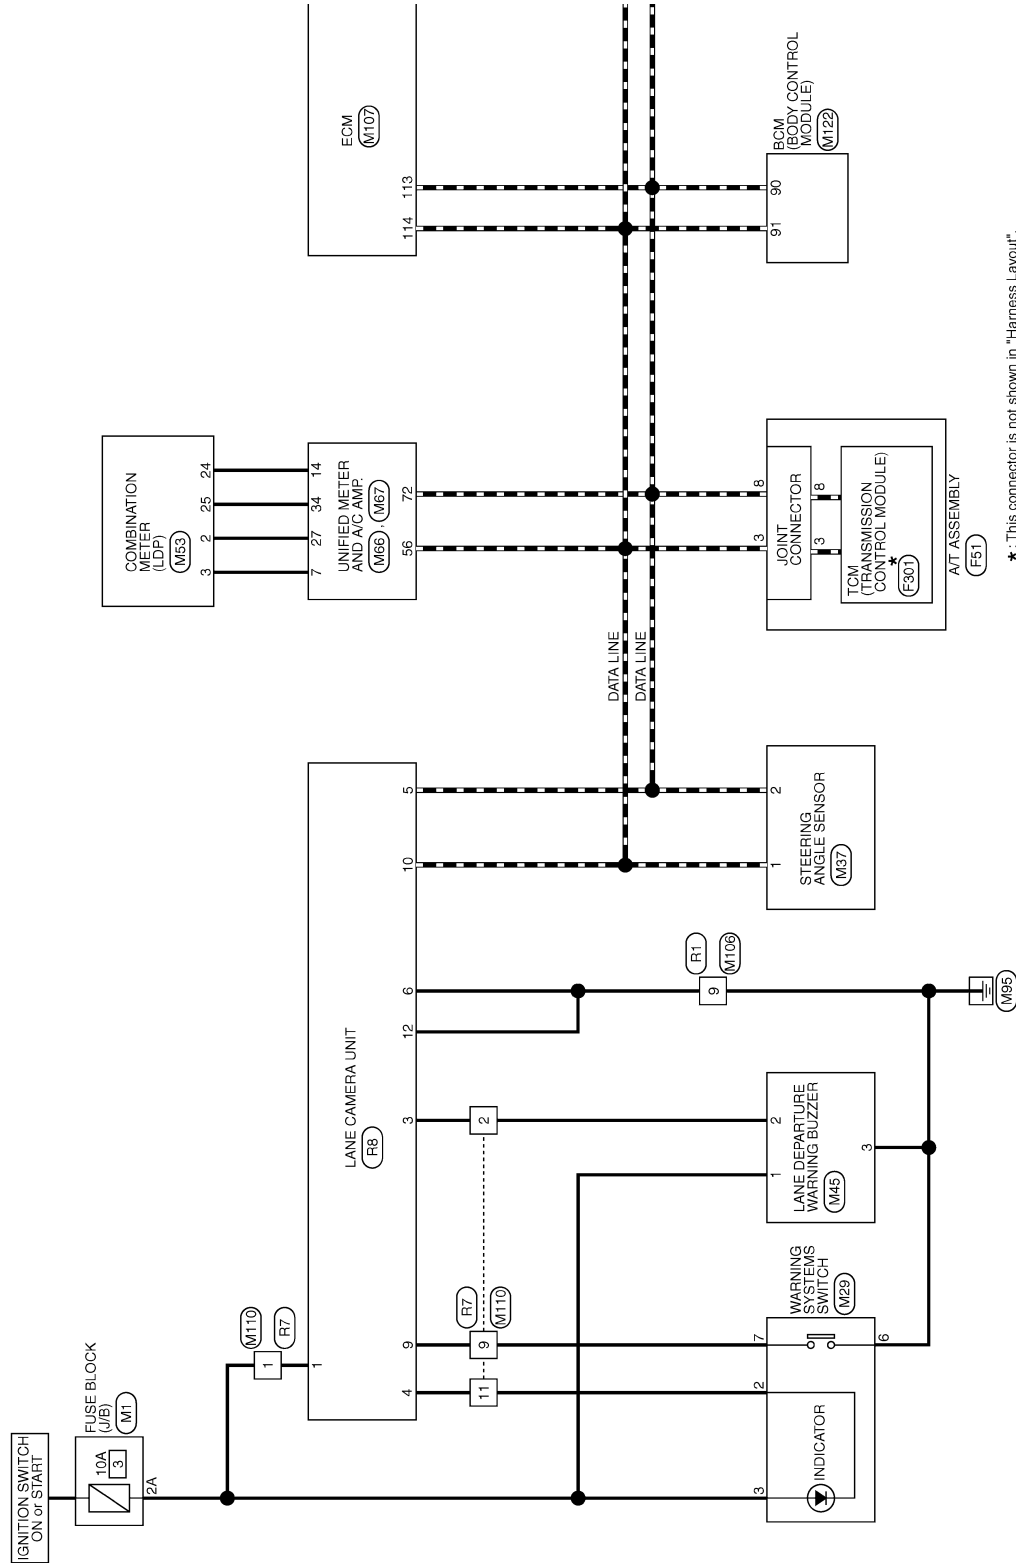 IGNITION SWITCH
ON or START
FUSE BLOCK
(J/B)
M1
10A
3
2A
M110
R7
1
1
LANE CAMERA UNIT
R8
4
9
3
12
6
10
5
R7
M110
11
9
2
R1
M106
9
3
2
7
INDICATOR
6
WARNING
SYSTEMS
SWITCH
M29
1
2
LANE DEPARTURE
WARNING BUZZER
M45
3
M95
1
2
STEERING
ANGLE SENSOR
M37
DATA LINE
DATA LINE
COMBINATION
METER
(LDP)
M53
3
2
25
24
7
27
34
14
UNIFIED METER
AND A/C AMP.
M66 , M67
56
72
3
8
JOINT
CONNECTOR
3
8
TCM
(TRANSMISSION
CONTROL MODULE)
*
F301
A/T ASSEMBLY
F51
ECM
M107
114
113
91
90
BCM
(BODY CONTROL
MODULE)
M122
* : This connector is not shown in "Harness Layout".